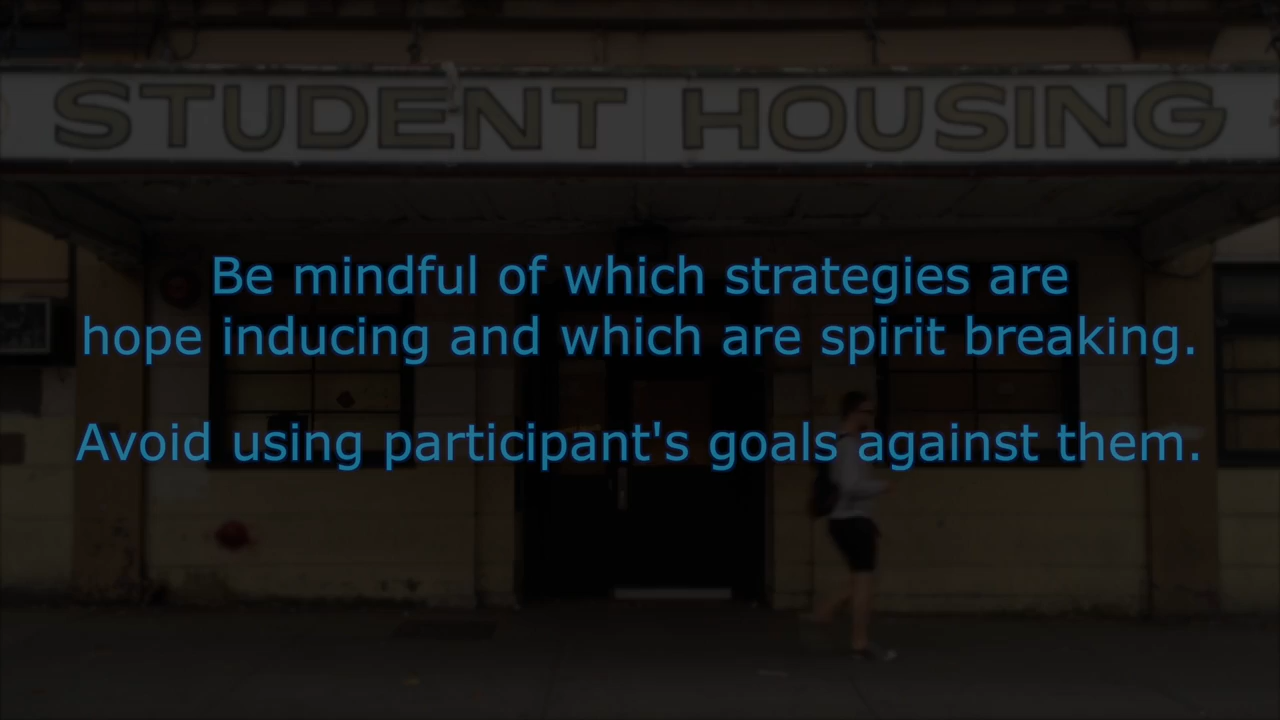 STUDENT HOUSING
Be mindful of which strategies are
hope inducing and which are spirit breaking.
Avoid using participant's goals against them.